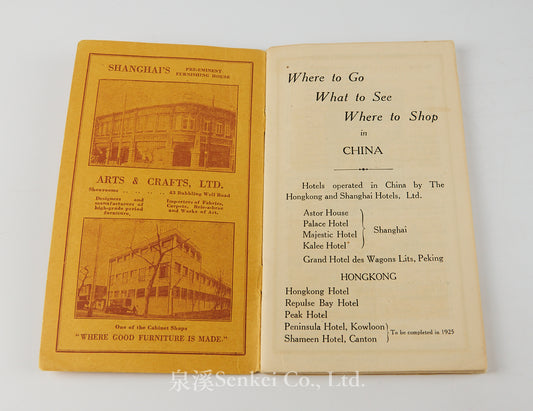 SHANGHAI'S PRE-EMINENT
FURNISHING HOUSE
ARTS & CRAFTS, LTD.
Showrooms . . . . . . . . 43 Bubbling Well Road
Designers and
manufacturers of
high-grade period
furniture.
Importers of Fabrics,
Carpets, Bric-a-brac
and Works of Art.
One of the Cabinet Shops
"WHERE GOOD FURNITURE IS MADE."
Where to Go
What to See
Where to Shop
in
CHINA
Hotels operated in China by The
Hongkong and Shanghai Hotels, Ltd.
Astor House
Palace Hotel
Majestic Hotel
Kalee Hotel
Shanghai
Grand Hotel des Wagons Lits, Peking
HONGKONG
Hongkong Hotel
Repulse Bay Hotel
Peak Hotel
Peninsula Hotel, Kowloon
Shameen Hotel, Canton
To be completed in 1925
泉溪Senkei Co., Ltd.